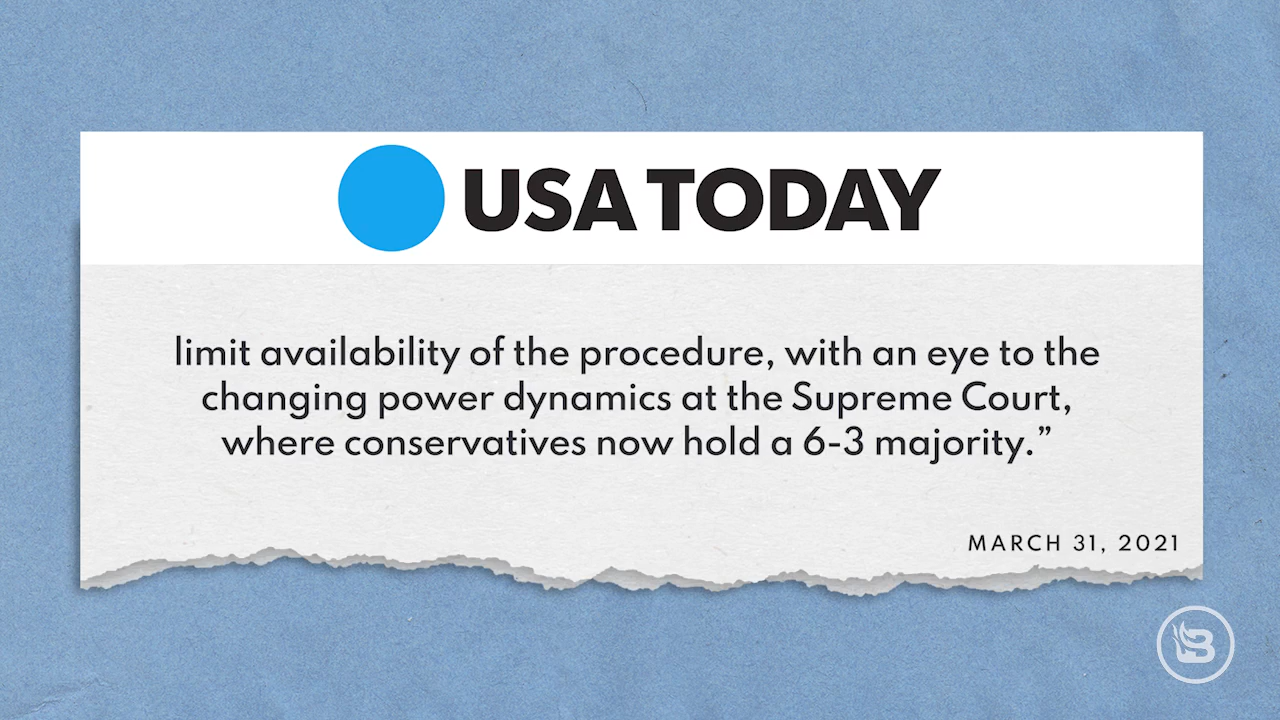 USA TODAY
limit availability of the procedure, with an eye to the
changing power dynamics at the Supreme Court,
where conservatives now hold a 6-3 majority.”
MARCH 31, 2021
B